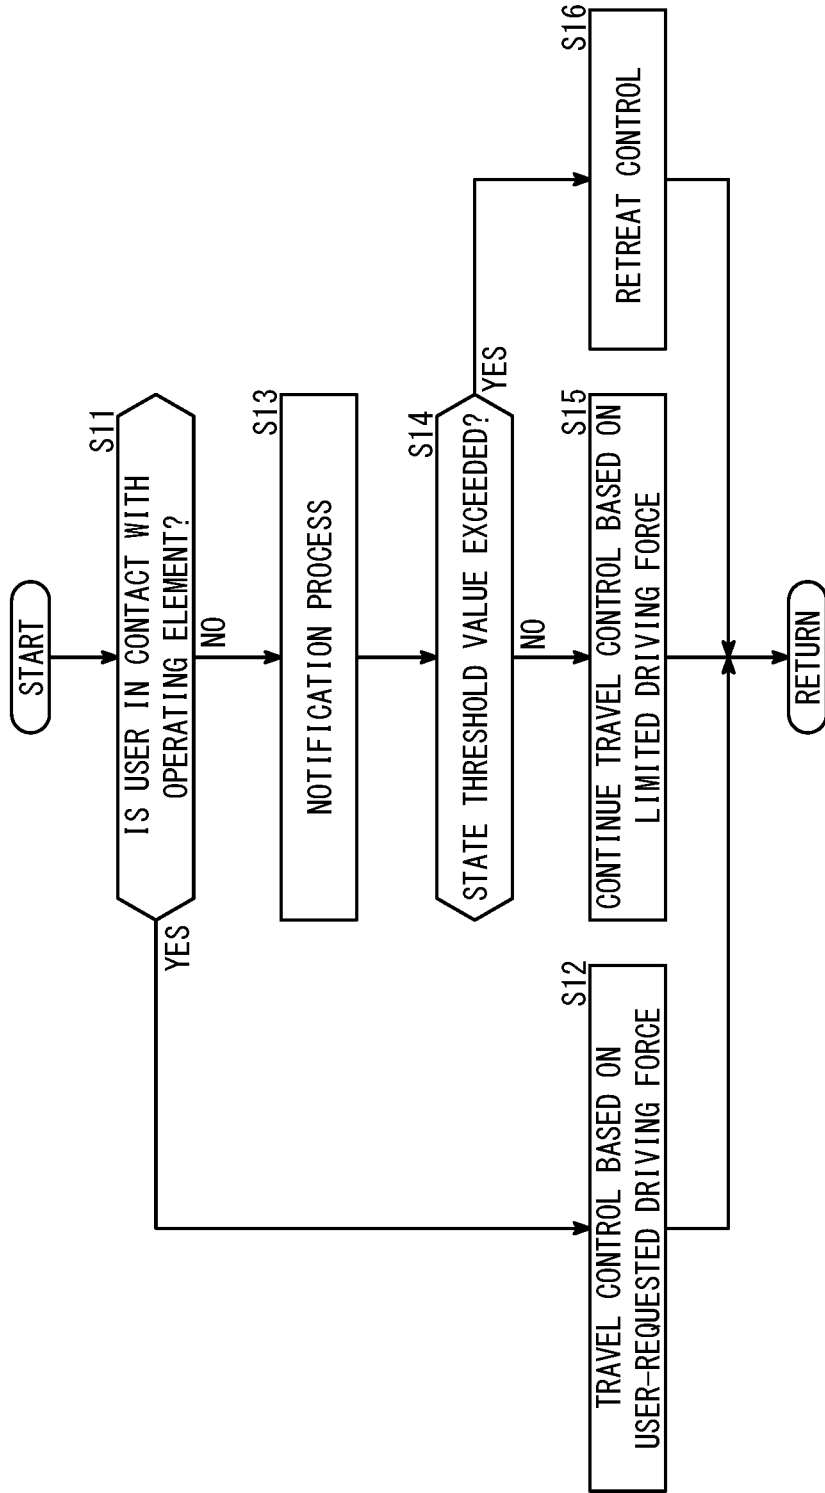 START
S11
IS USER IN CONTACT WITH
OPERATING ELEMENT?
YES
NO
S13
NOTIFICATION PROCESS
S14
STATE THRESHOLD VALUE EXCEEDED?
YES
NO
S12
TRAVEL CONTROL BASED ON
USER-REQUESTED DRIVING FORCE
S15
CONTINUE TRAVEL CONTROL BASED ON
LIMITED DRIVING FORCE
S16
RETREAT CONTROL
RETURN